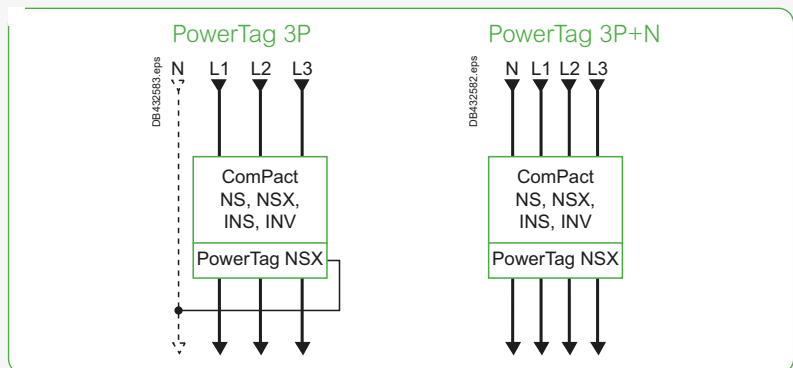 PowerTag 3P
DB432583.eps
N L1 L2 L3
ComPact
NS, NSX,
INS, INV
PowerTag NSX
PowerTag 3P+N
DB432582.eps
N L1 L2 L3
ComPact
NS, NSX,
INS, INV
PowerTag NSX